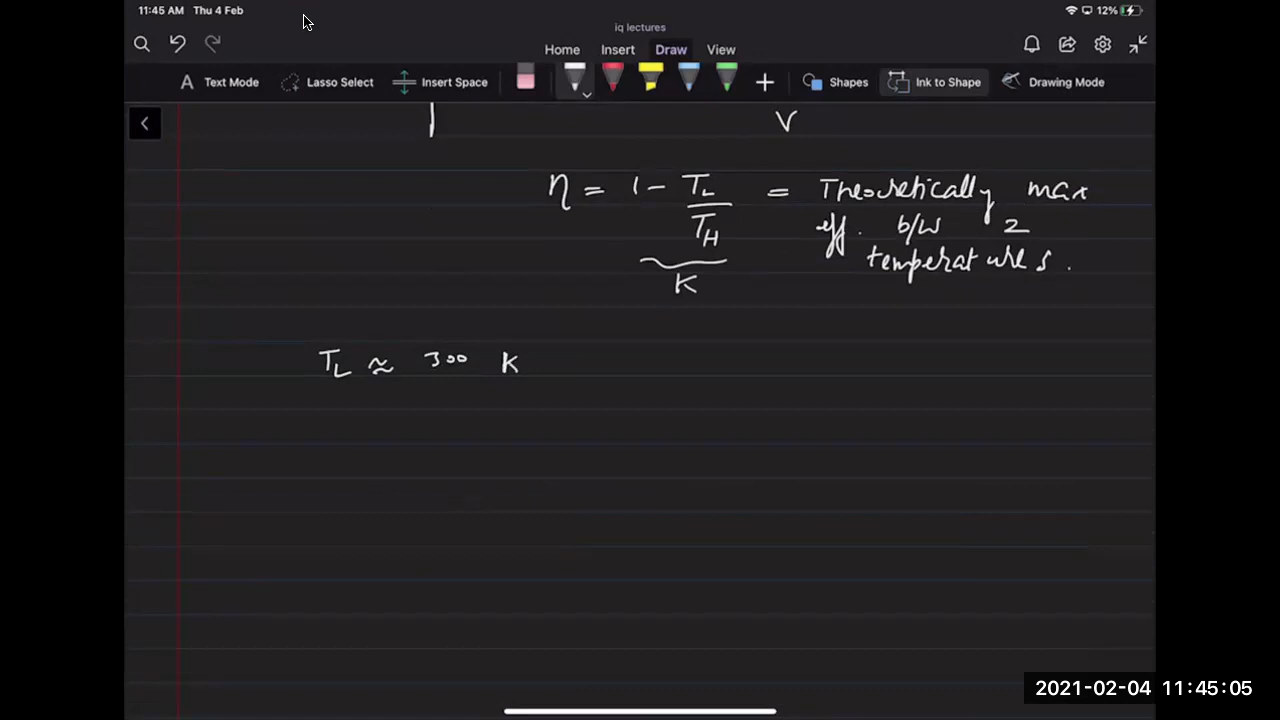 11:45 AM Thu 4 Feb
12%
iq lectures
Home Insert Draw View
Text Mode Lasso Select Insert Space Shapes Ink to Shape Drawing Mode
V
η = 1 - T_L / T_H = Theoretically max
eff. b/w 2
temperatures.
K
T_L ≈ 300 K
2021-02-04 11:45:05